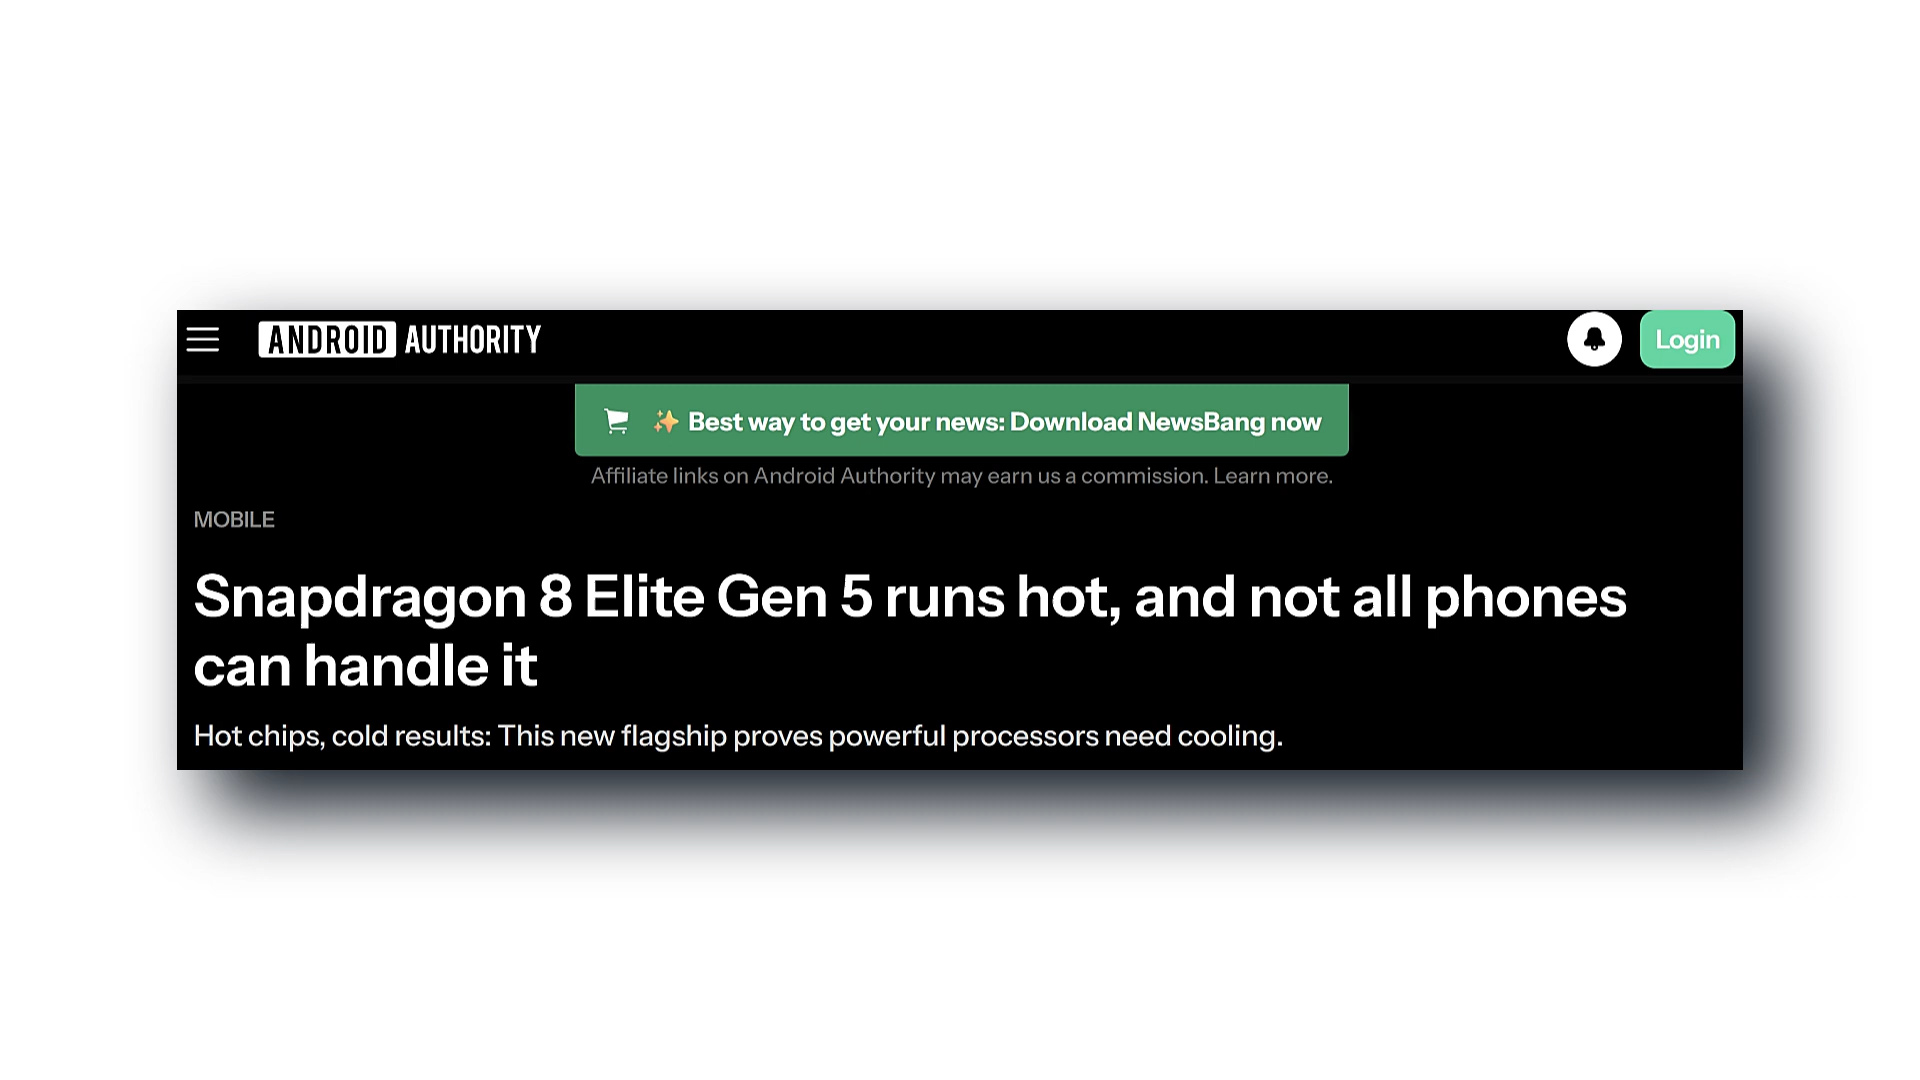 ANDROID AUTHORITY
Login
✨ Best way to get your news: Download NewsBang now
Affiliate links on Android Authority may earn us a commission. Learn more.
MOBILE
Snapdragon 8 Elite Gen 5 runs hot, and not all phones
can handle it
Hot chips, cold results: This new flagship proves powerful processors need cooling.